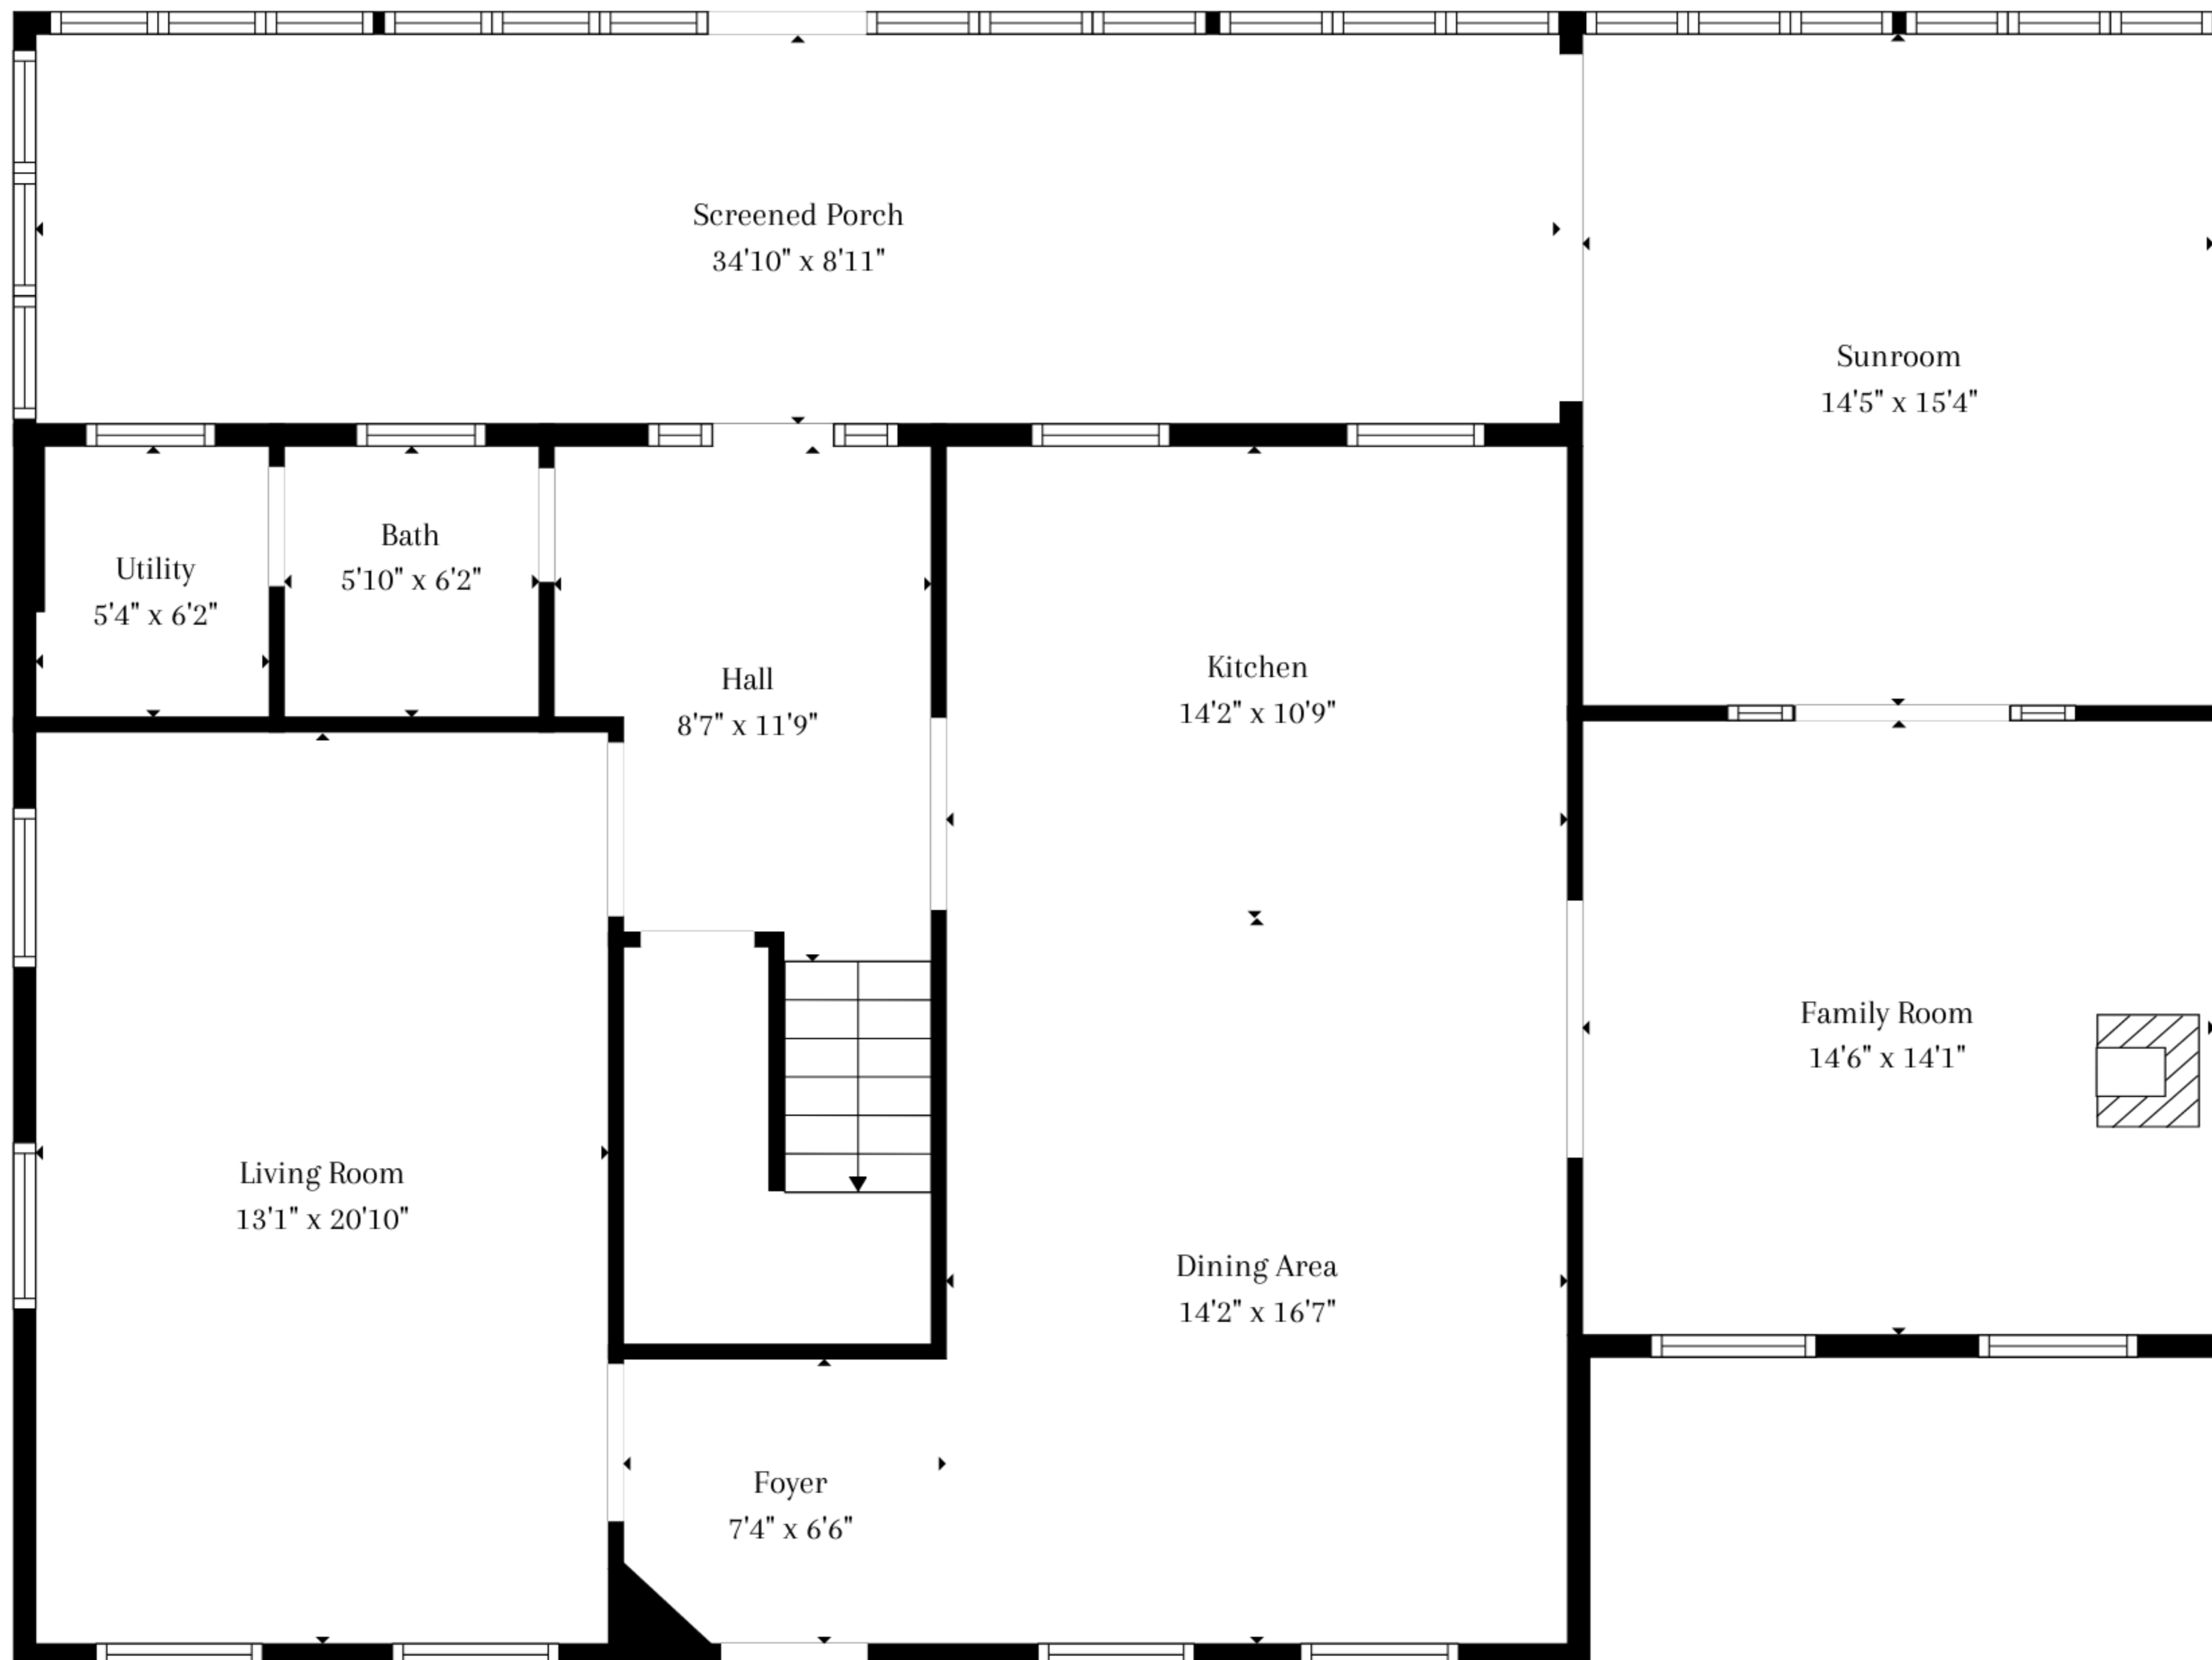 Screened Porch
34'10" x 8'11"
Sunroom
14'5" x 15'4"
Utility
5'4" x 6'2"
Bath
5'10" x 6'2"
Hall
8'7" x 11'9"
Kitchen
14'2" x 10'9"
Family Room
14'6" x 14'1"
Living Room
13'1" x 20'10"
Dining Area
14'2" x 16'7"
Foyer
7'4" x 6'6"